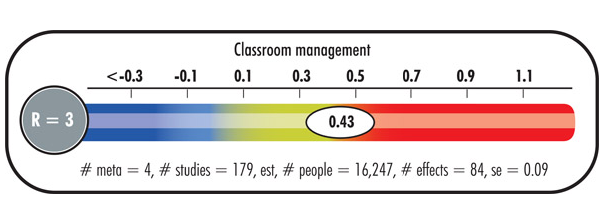 Classroom management
<-0.3 -0.1 0.1 0.3 0.5 0.7 0.9 1.1
R = 3
0.43
# meta = 4, # studies = 179, est, # people = 16,247, # effects = 84, se = 0.09